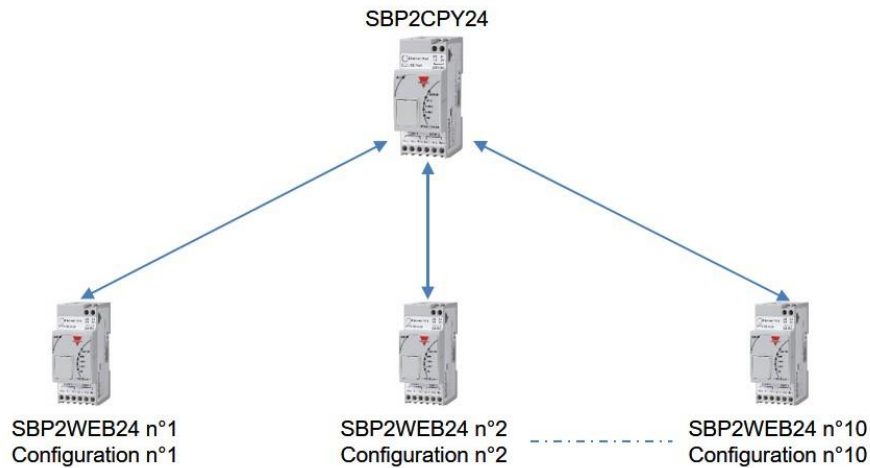 SBP2CPY24
SBP2WEB24 n°1
Configuration n°1
SBP2WEB24 n°2
Configuration n°2
SBP2WEB24 n°10
Configuration n°10